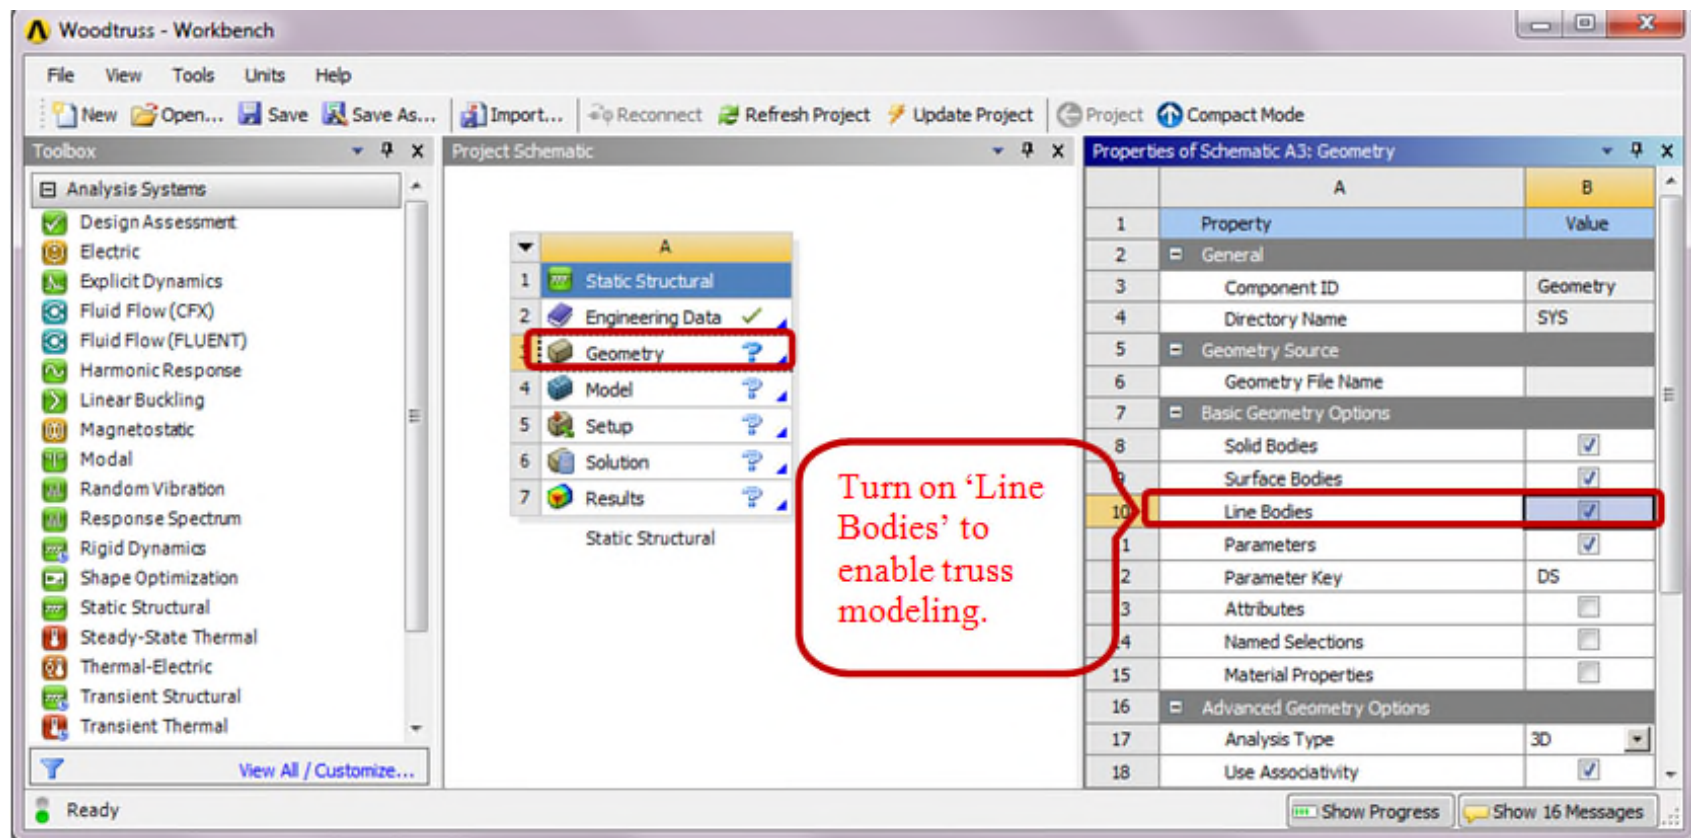 Woodtruss - Workbench
File View Tools Units Help
New Open... Save Save As... Import... Reconnect Refresh Project Update Project Project Compact Mode
Toolbox
Analysis Systems
Design Assessment
Electric
Explicit Dynamics
Fluid Flow (CFX)
Fluid Flow (FLUENT)
Harmonic Response
Linear Buckling
Magnetostatic
Modal
Random Vibration
Response Spectrum
Rigid Dynamics
Shape Optimization
Static Structural
Steady-State Thermal
Thermal-Electric
Transient Structural
Transient Thermal
View All / Customize...
Project Schematic
A
1 Static Structural
2 Engineering Data
3 Geometry
4 Model
5 Setup
6 Solution
7 Results
Static Structural
Turn on ‘Line
Bodies’ to
enable truss
modeling.
Properties of Schematic A3: Geometry
A B
1 Property Value
2 General
3 Component ID Geometry
4 Directory Name SYS
5 Geometry Source
6 Geometry File Name
7 Basic Geometry Options
8 Solid Bodies
9 Surface Bodies
10 Line Bodies
1 Parameters
2 Parameter Key DS
3 Attributes
14 Named Selections
15 Material Properties
16 Advanced Geometry Options
17 Analysis Type 3D
18 Use Associativity
Ready
Show Progress Show 16 Messages